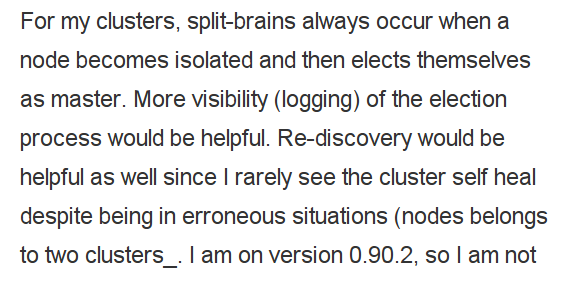 For my clusters, split-brains always occur when a
node becomes isolated and then elects themselves
as master. More visibility (logging) of the election
process would be helpful. Re-discovery would be
helpful as well since I rarely see the cluster self heal
despite being in erroneous situations (nodes belongs
to two clusters_. I am on version 0.90.2, so I am not